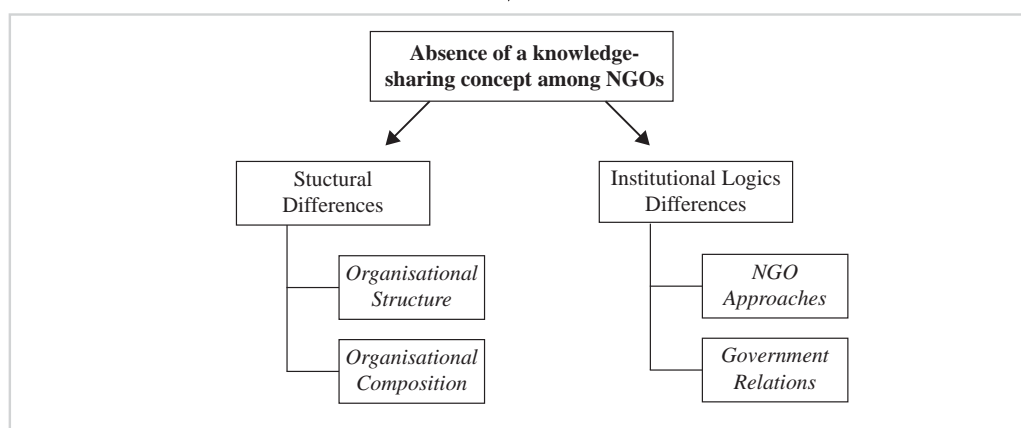 Absence of a knowledge-
sharing concept among NGOs
Stuctural
Differences
Institutional Logics
Differences
Organisational
Structure
NGO
Approaches
Organisational
Composition
Government
Relations